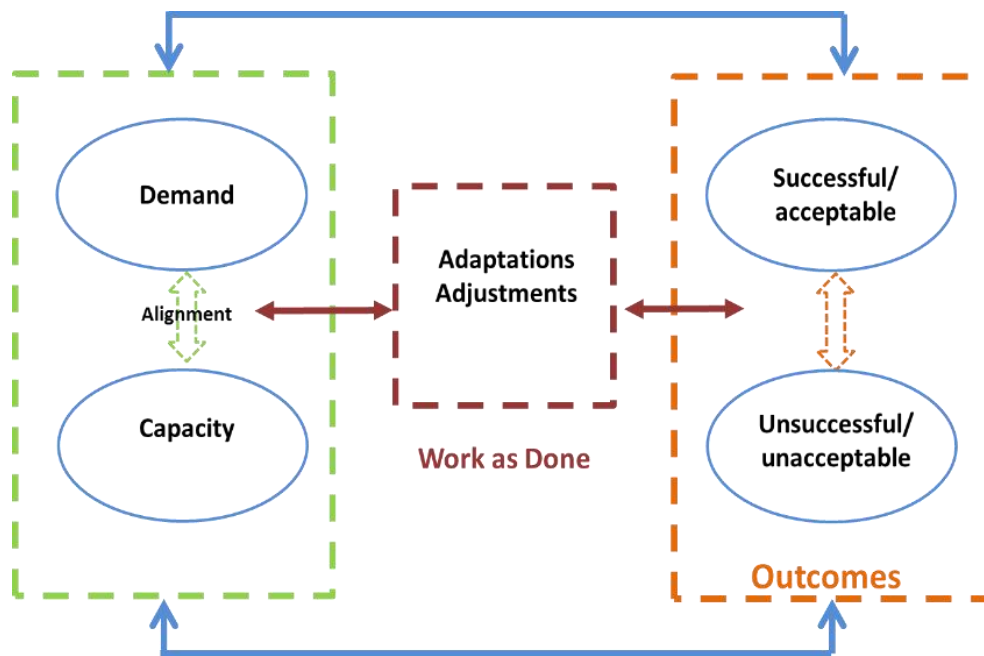 Demand
Alignment
Capacity
Adaptations
Adjustments
Work as Done
Successful/
acceptable
Unsuccessful/
unacceptable
Outcomes